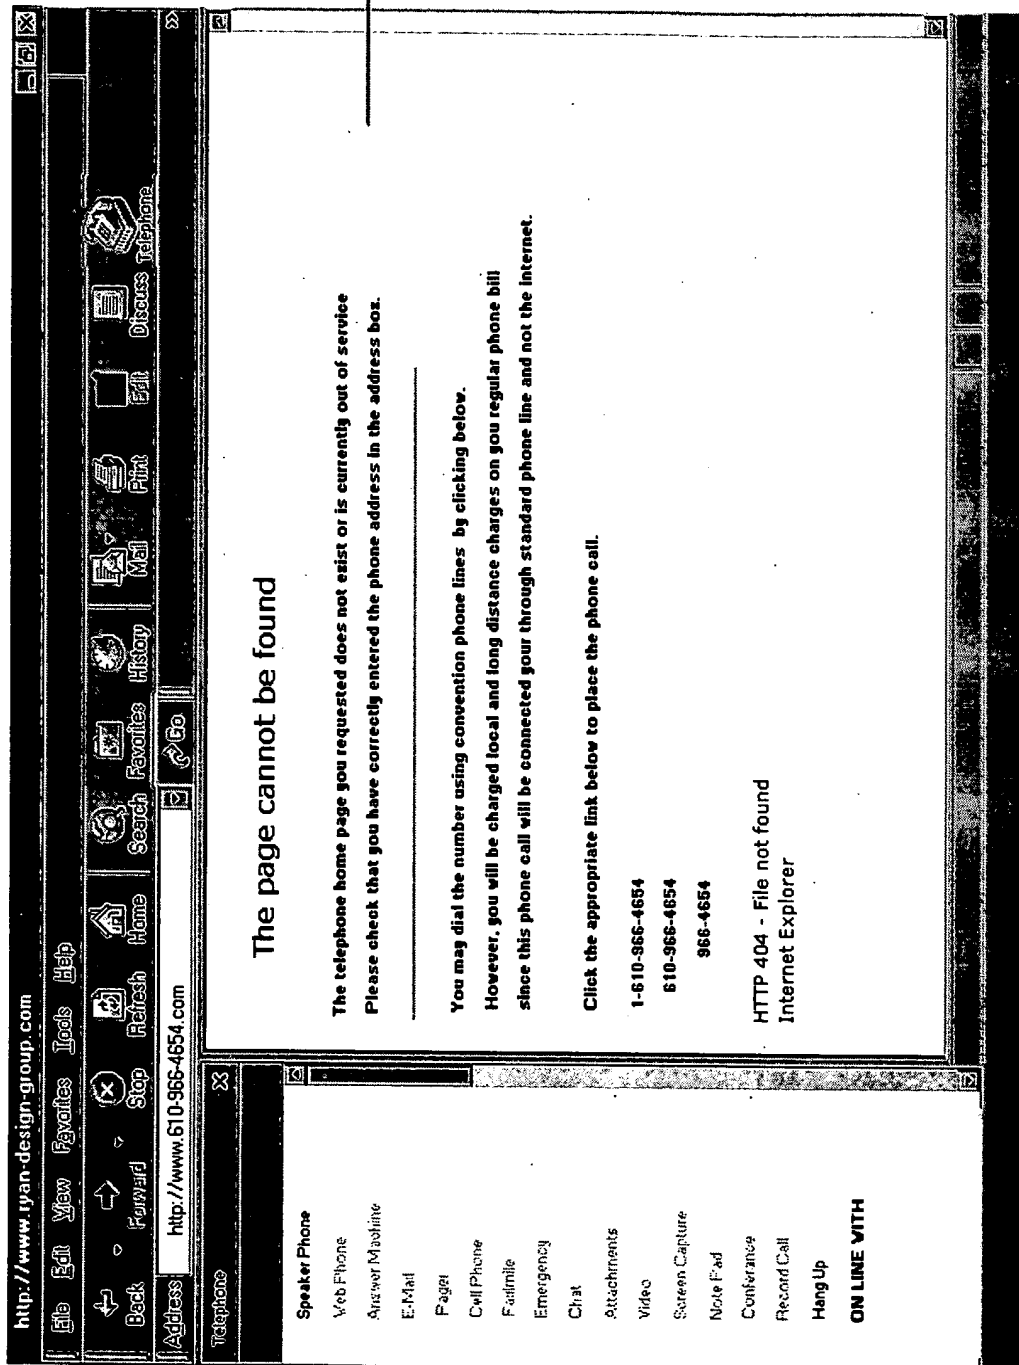 http://www.ryan-design-group.com
File Edit View Favorites Tools Help
Back Forward Stop Refresh Home Search Favorites History Mail Print Edit Discuss Telephone
Address http://www.610-966-4654.com Go
Telephone
Speaker Phone
Web Phone
Answer Machine
E-Mail
Pager
Cell Phone
Faximile
Emergency
Chat
Attachments
Video
Screen Capture
Note Pad
Conferance
Record Call
Hang Up
ON LINE WITH
The page cannot be found
The telephone home page you requested does not exist or is currently out of service
Please check that you have correctly entered the phone address in the address box.
You may dial the number using convention phone lines by clicking below.
However, you will be charged local and long distance charges on you regular phone bill
since this phone call will be connected your through standard phone line and not the internet.
Click the appropriate link below to place the phone call.
1-610-966-4654
610-966-4654
966-4654
HTTP 404 - File not found
Internet Explorer